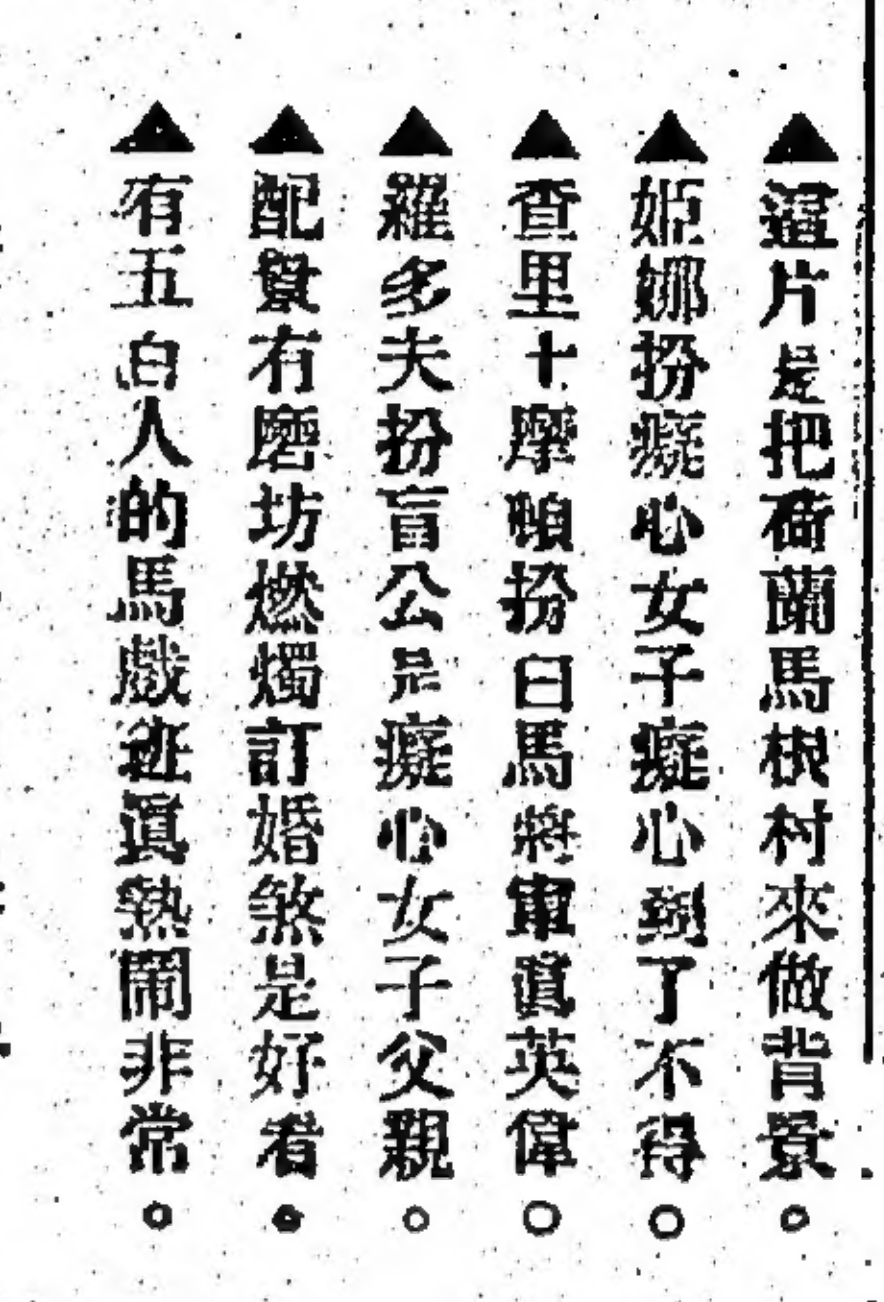 ▲這片是把荷蘭馬根村來做背景。
▲姬娜扮癡心女子癡心到了不得。
▲查里十摩頓扮白馬將軍眞英偉。
▲羅多夫扮盲公是癡心女子父親。
▲配景有磨坊燃燭訂婚煞是好看。
▲有五百人的馬戲班眞熱鬧非常。